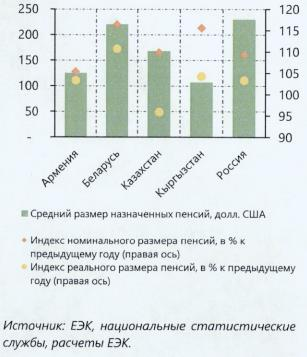 250 120
200 115
150 110
105
100 100
50 95
- 90
Армения
Беларусь
Казахстан
Кыргызстан
Россия
Средний размер назначенных пенсий, долл. США
Индекс номинального размера пенсий, в % к
предыдущему году (правая ось)
Индекс реального размера пенсий, в % к предыдущему
году (правая ось)
Источник: ЕЭК, национальные статистические
службы, расчеты ЕЭК.